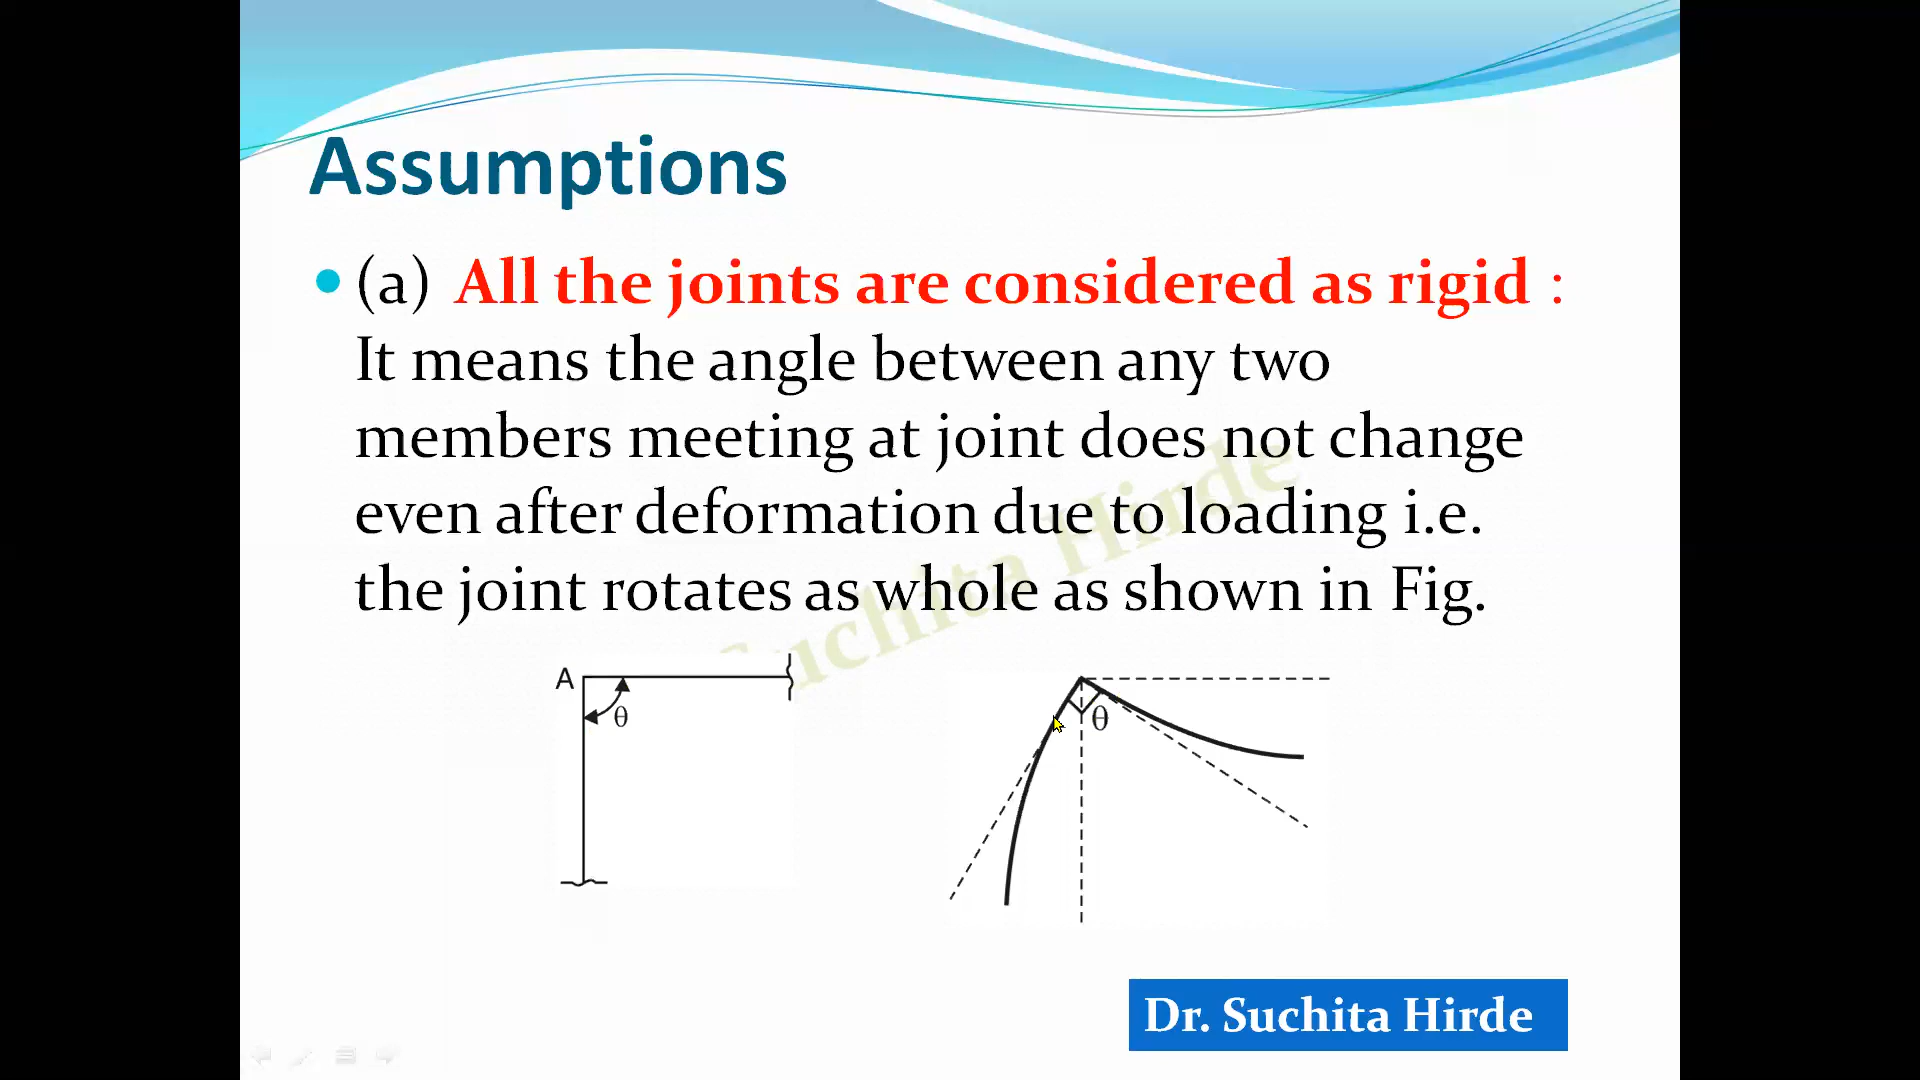 Assumptions
(a) All the joints are considered as rigid :
It means the angle between any two
members meeting at joint does not change
even after deformation due to loading i.e.
the joint rotates as whole as shown in Fig.
Suchita Hirde
A
θ
θ
Dr. Suchita Hirde